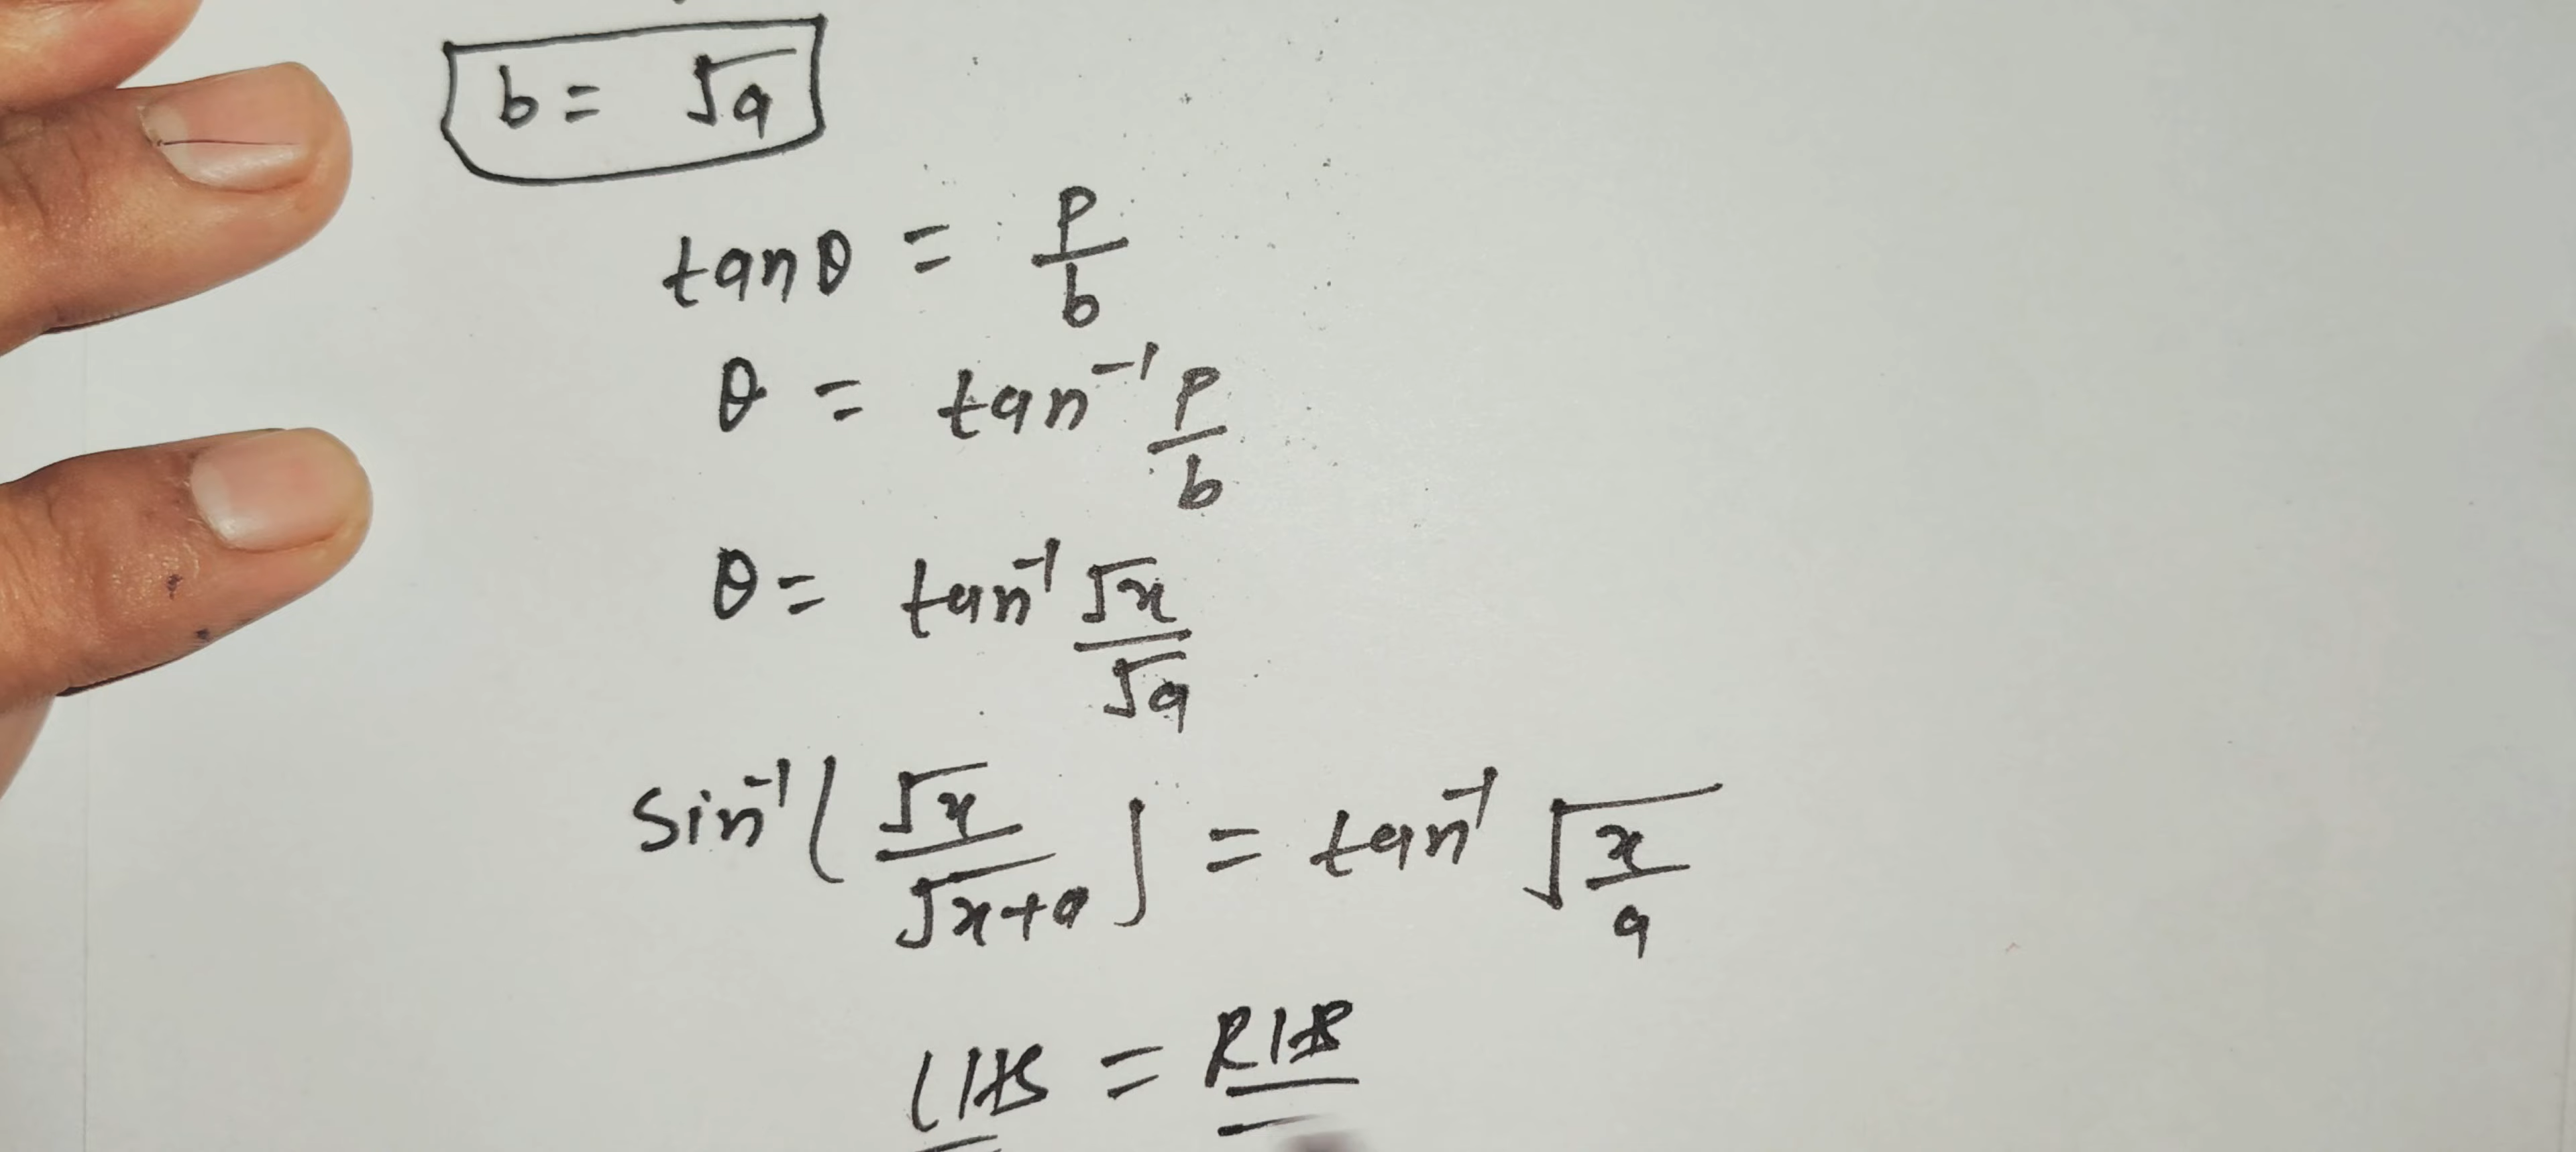 b = √a
tanθ = p/b
θ = tan⁻¹ p/b
θ = tan⁻¹ √x/√a
Sin⁻¹(√x/√x+a) = tan⁻¹ √x/a
LHS = RHS